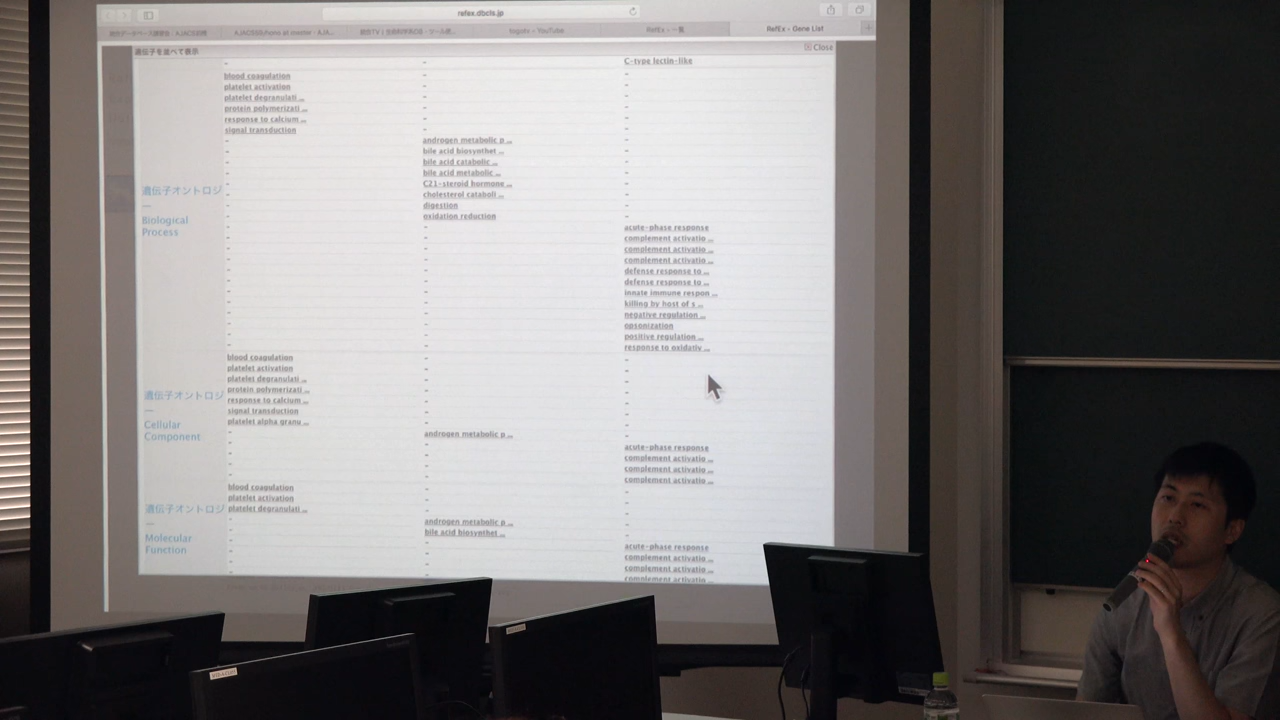 refex.dbcls.jp
togotv - YouTube
RefEx - 一覧
RefEx - Gene List
遺伝子を並べて表示
Close
- - C-type lectin-like
blood coagulation - -
platelet activation - -
platelet degranulati ... - -
protein polymerizati ... - -
response to calcium ... - -
signal transduction - -
- androgen metabolic p ... -
- bile acid biosynthet ... -
- bile acid catabolic ... -
- bile acid metabolic ... -
- C21-steroid hormone ... -
- cholesterol cataboli ... -
- digestion -
- oxidation reduction -
遺伝子オントロジ
—
Biological
Process
- - acute-phase response
- - complement activatio ...
- - complement activatio ...
- - complement activatio ...
- - defense response to ...
- - defense response to ...
- - innate immune respon ...
- - killing by host of s ...
- - negative regulation ...
- - opsonization
- - positive regulation ...
- - response to oxidativ ...
blood coagulation - -
platelet activation - -
platelet degranulati ... - -
protein polymerizati ... - -
response to calcium ... - -
signal transduction - -
platelet alpha granu ... - -
- androgen metabolic p ... -
遺伝子オントロジ
—
Cellular
Component
- - acute-phase response
- - complement activatio ...
- - complement activatio ...
- - complement activatio ...
blood coagulation - -
platelet activation - -
platelet degranulati ... - -
- androgen metabolic p ... -
- bile acid biosynthet ... -
遺伝子オントロジ
—
Molecular
Function
- - acute-phase response
- - complement activatio ...
- - complement activatio ...
- - complement activatio ...